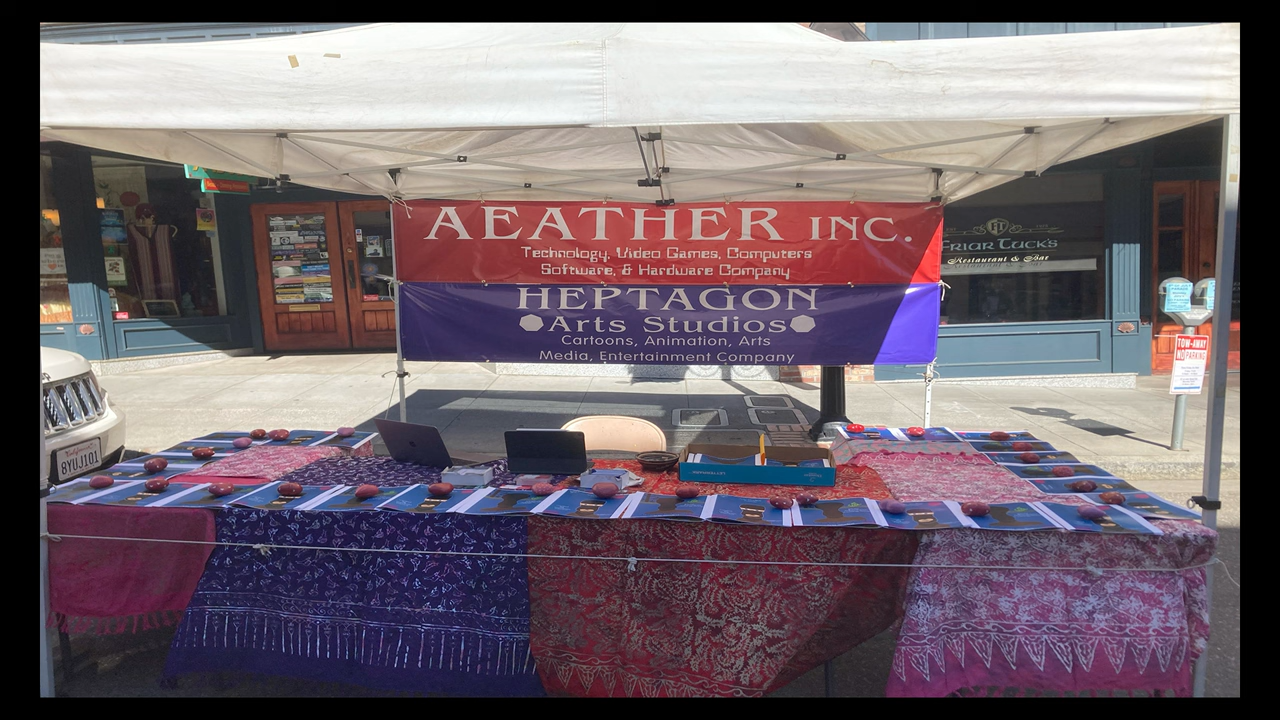 AEATHER INC.
Technology, Video Games, Computers
Software, & Hardware Company
HEPTAGON
Arts Studios
Cartoons, Animation, Arts
Media, Entertainment Company
FRIAR TUCK'S
Restaurant & Bar
TOW-AWAY
NO PARKING
8YUJ101